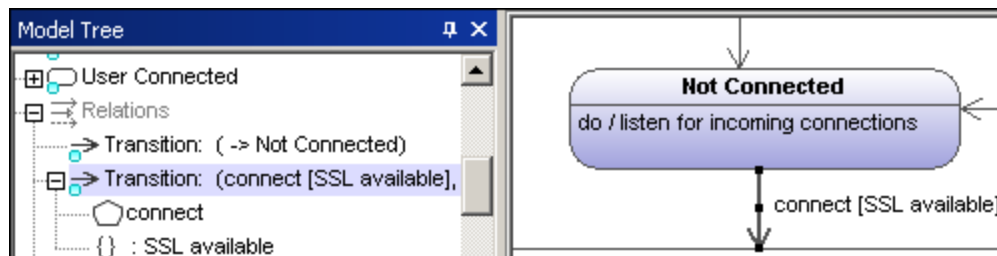 Model Tree
User Connected
Relations
Transition: ( -> Not Connected)
Transition: (connect [SSL available],
connect
{} : SSL available
Not Connected
do / listen for incoming connections
connect [SSL available]